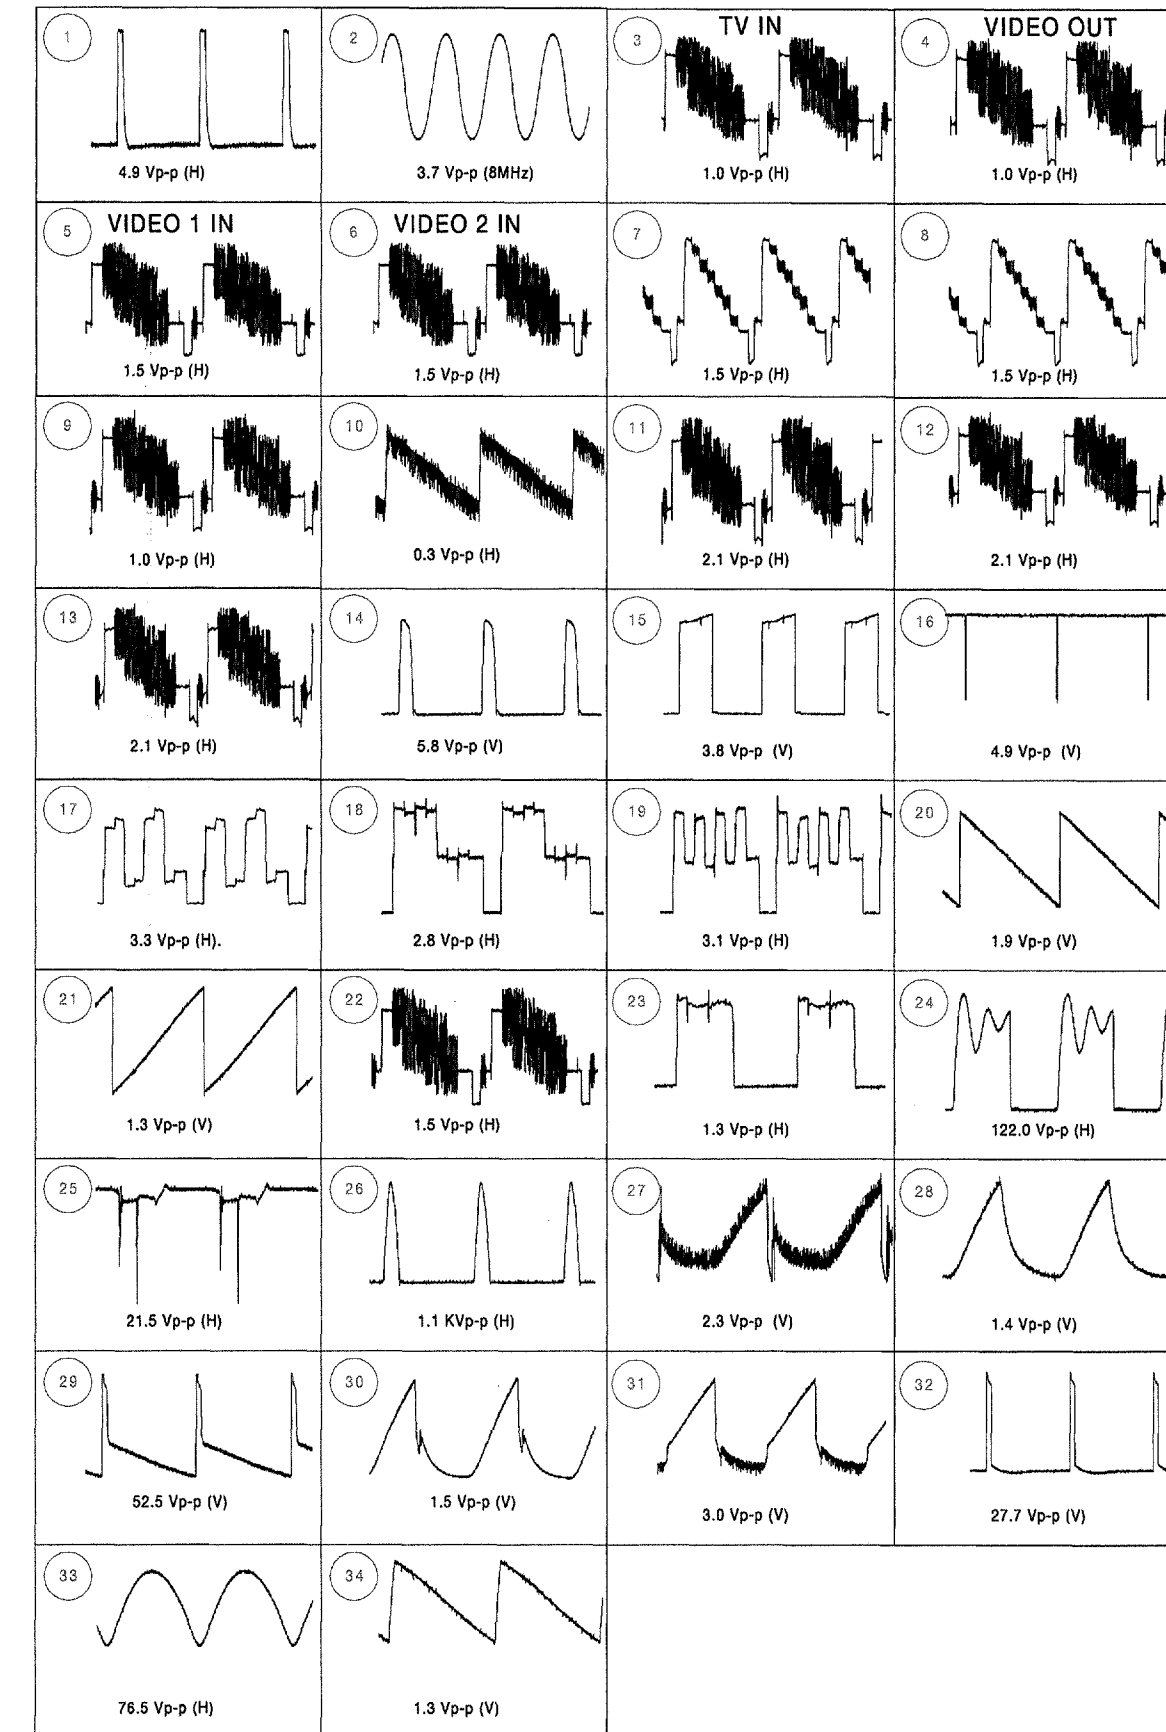 1
4.9 Vp-p (H)
2
3.7 Vp-p (8MHz)
3
TV IN
1.0 Vp-p (H)
4
VIDEO OUT
1.0 Vp-p (H)
5
VIDEO 1 IN
1.5 Vp-p (H)
6
VIDEO 2 IN
1.5 Vp-p (H)
7
1.5 Vp-p (H)
8
1.5 Vp-p (H)
9
1.0 Vp-p (H)
10
0.3 Vp-p (H)
11
2.1 Vp-p (H)
12
2.1 Vp-p (H)
13
2.1 Vp-p (H)
14
5.8 Vp-p (V)
15
3.8 Vp-p (V)
16
4.9 Vp-p (V)
17
3.3 Vp-p (H).
18
2.8 Vp-p (H)
19
3.1 Vp-p (H)
20
1.9 Vp-p (V)
21
1.3 Vp-p (V)
22
1.5 Vp-p (H)
23
1.3 Vp-p (H)
24
122.0 Vp-p (H)
25
21.5 Vp-p (H)
26
1.1 KVp-p (H)
27
2.3 Vp-p (V)
28
1.4 Vp-p (V)
29
52.5 Vp-p (V)
30
1.5 Vp-p (V)
31
3.0 Vp-p (V)
32
27.7 Vp-p (V)
33
76.5 Vp-p (H)
34
1.3 Vp-p (V)